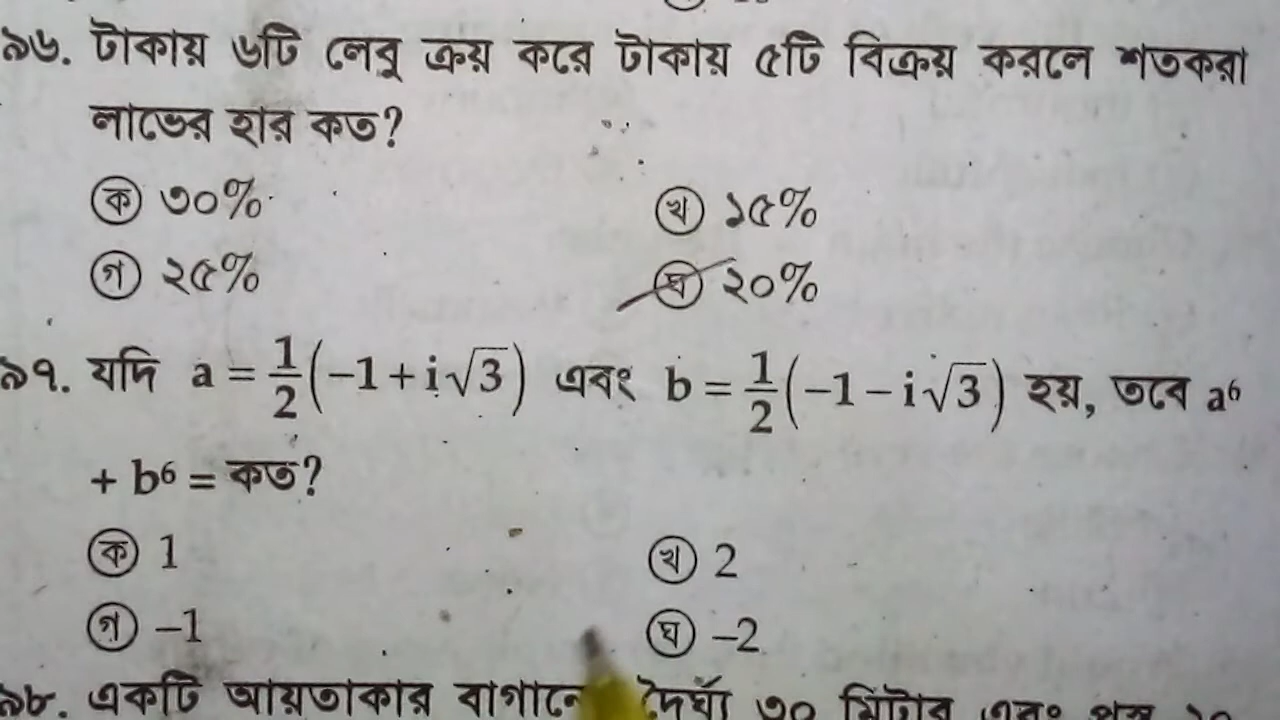 ৯৬. টাকায় ৬টি লেবু ক্রয় করে টাকায় ৫টি বিক্রয় করলে শতকরা
লাভের হার কত?
ক ৩০% খ ১৫%
গ ২৫% ঘ ২০%
৯৭. যদি a = 1/2(−1+i√3) এবং b = 1/2(−1−i√3) হয়, তবে a⁶
+ b⁶ = কত?
ক 1 খ 2
গ −1 ঘ −2
৯৮. একটি আয়তাকার দৈর্ঘ্য ৩০ মিটার এবং